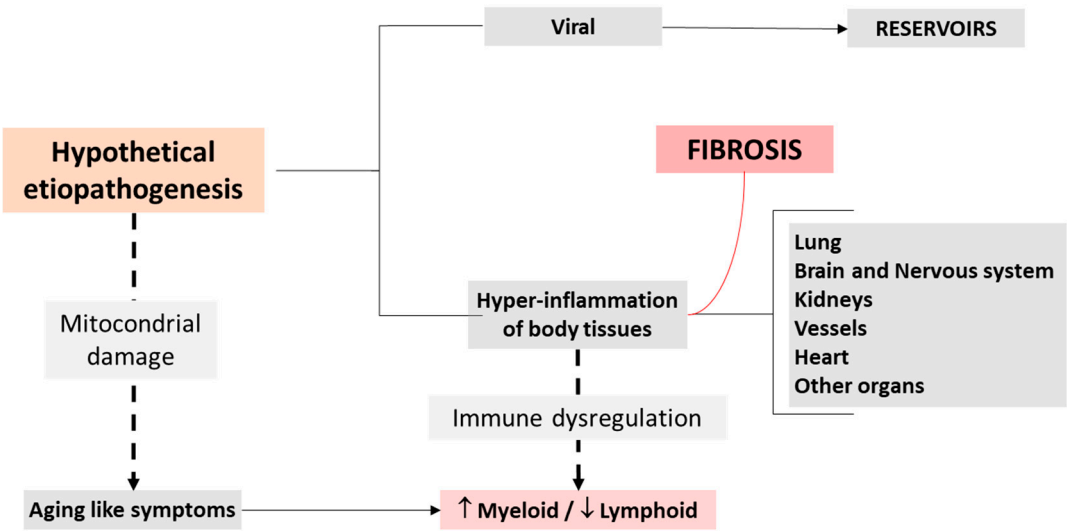 Viral
RESERVOIRS
Hypothetical
etiopathogenesis
FIBROSIS
Lung
Brain and Nervous system
Kidneys
Vessels
Heart
Other organs
Hyper-inflammation
of body tissues
Mitocondrial
damage
Immune dysregulation
Aging like symptoms
↑ Myeloid / ↓ Lymphoid